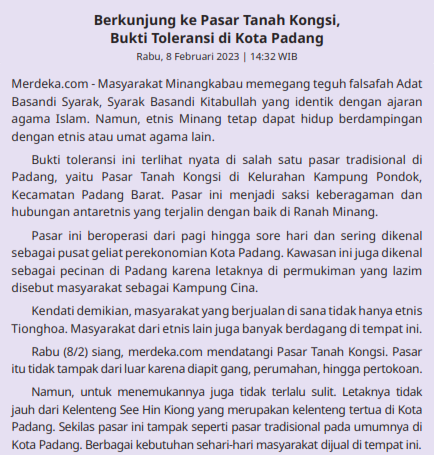 Berkunjung ke Pasar Tanah Kongsi,
Bukti Toleransi di Kota Padang
Rabu, 8 Februari 2023 | 14:32 WIB
Merdeka.com - Masyarakat Minangkabau memegang teguh falsafah Adat
Basandi Syarak, Syarak Basandi Kitabullah yang identik dengan ajaran
agama Islam. Namun, etnis Minang tetap dapat hidup berdampingan
dengan etnis atau umat agama lain.
Bukti toleransi ini terlihat nyata di salah satu pasar tradisional di
Padang, yaitu Pasar Tanah Kongsi di Kelurahan Kampung Pondok,
Kecamatan Padang Barat. Pasar ini menjadi saksi keberagaman dan
hubungan antaretnis yang terjalin dengan baik di Ranah Minang.
Pasar ini beroperasi dari pagi hingga sore hari dan sering dikenal
sebagai pusat geliat perekonomian Kota Padang. Kawasan ini juga dikenal
sebagai pecinan di Padang karena letaknya di permukiman yang lazim
disebut masyarakat sebagai Kampung Cina.
Kendati demikian, masyarakat yang berjualan di sana tidak hanya etnis
Tionghoa. Masyarakat dari etnis lain juga banyak berdagang di tempat ini.
Rabu (8/2) siang, merdeka.com mendatangi Pasar Tanah Kongsi. Pasar
itu tidak tampak dari luar karena diapit gang, perumahan, hingga pertokoan.
Namun, untuk menemukannya juga tidak terlalu sulit. Letaknya tidak
jauh dari Kelenteng See Hin Kiong yang merupakan kelenteng tertua di Kota
Padang. Sekilas pasar ini tampak seperti pasar tradisional pada umumnya di
Kota Padang. Berbagai kebutuhan sehari-hari masyarakat dijual di tempat ini.